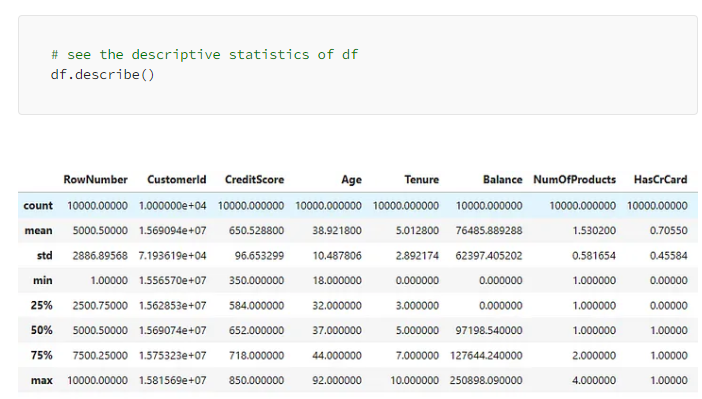 # see the descriptive statistics of df
df.describe()
RowNumber CustomerId CreditScore Age Tenure Balance NumOfProducts HasCrCard
count 10000.00000 1.000000e+04 10000.000000 10000.000000 10000.000000 10000.000000 10000.000000 10000.00000
mean 5000.50000 1.569094e+07 650.528800 38.921800 5.012800 76485.889288 1.530200 0.70550
std 2886.89568 7.193619e+04 96.653299 10.487806 2.892174 62397.405202 0.581654 0.45584
min 1.00000 1.556570e+07 350.000000 18.000000 0.000000 0.000000 1.000000 0.00000
25% 2500.75000 1.562853e+07 584.000000 32.000000 3.000000 0.000000 1.000000 0.00000
50% 5000.50000 1.569074e+07 652.000000 37.000000 5.000000 97198.540000 1.000000 1.00000
75% 7500.25000 1.575323e+07 718.000000 44.000000 7.000000 127644.240000 2.000000 1.00000
max 10000.00000 1.581569e+07 850.000000 92.000000 10.000000 250898.090000 4.000000 1.00000